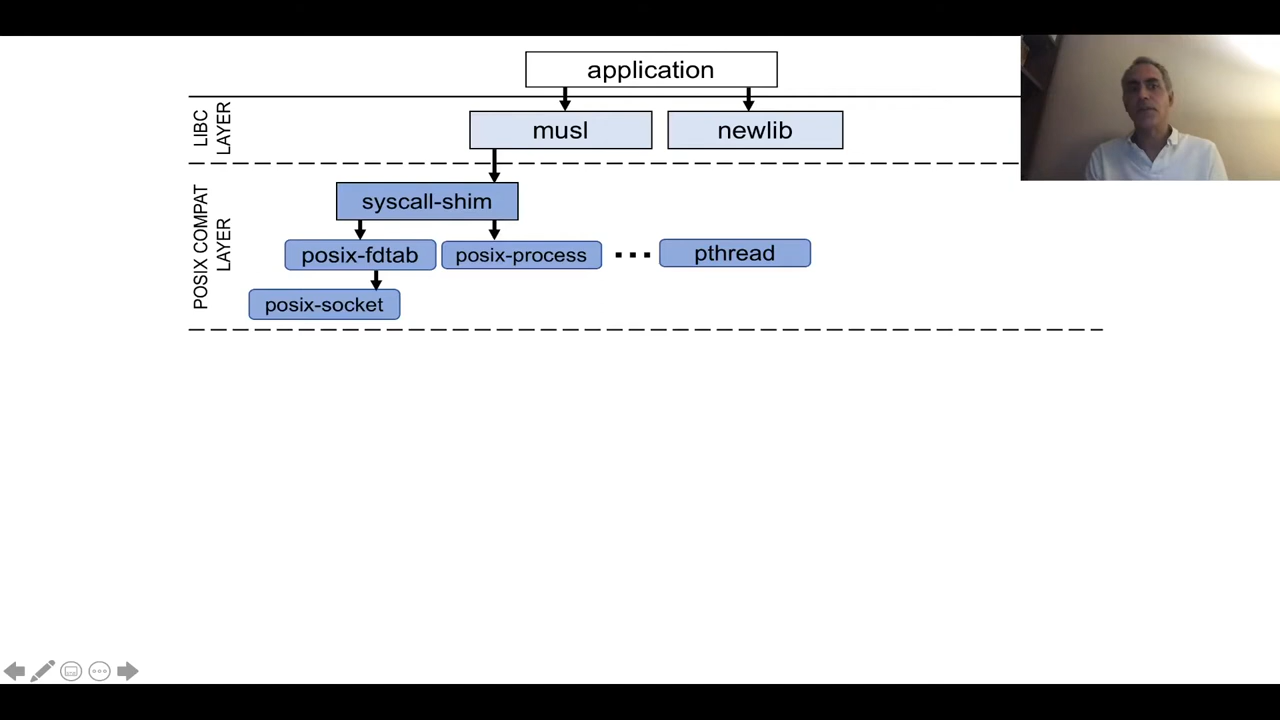 application
LIBC
LAYER
musl
newlib
POSIX COMPAT
LAYER
syscall-shim
posix-fdtab
posix-process
...
pthread
posix-socket